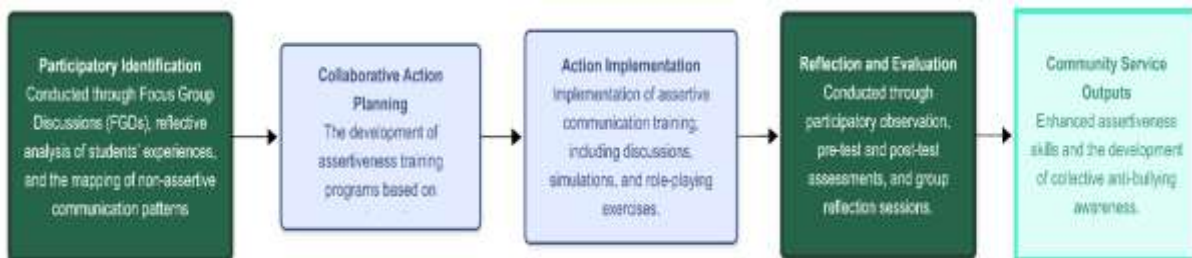 Participatory Identification
Conducted through Focus Group
Discussions (FGDs), reflective
analysis of students' experiences,
and the mapping of non-assertive
communication patterns
Collaborative Action
Planning
The development of
assertiveness training
programs based on
Action Implementation
Implementation of assertive
communication training,
including discussions,
simulations, and role-playing
exercises.
Reflection and Evaluation
Conducted through
participatory observation,
pre-test and post-test
assessments, and group
reflection sessions.
Community Service
Outputs
Enhanced assertiveness
skills and the development
of collective anti-bullying
awareness.